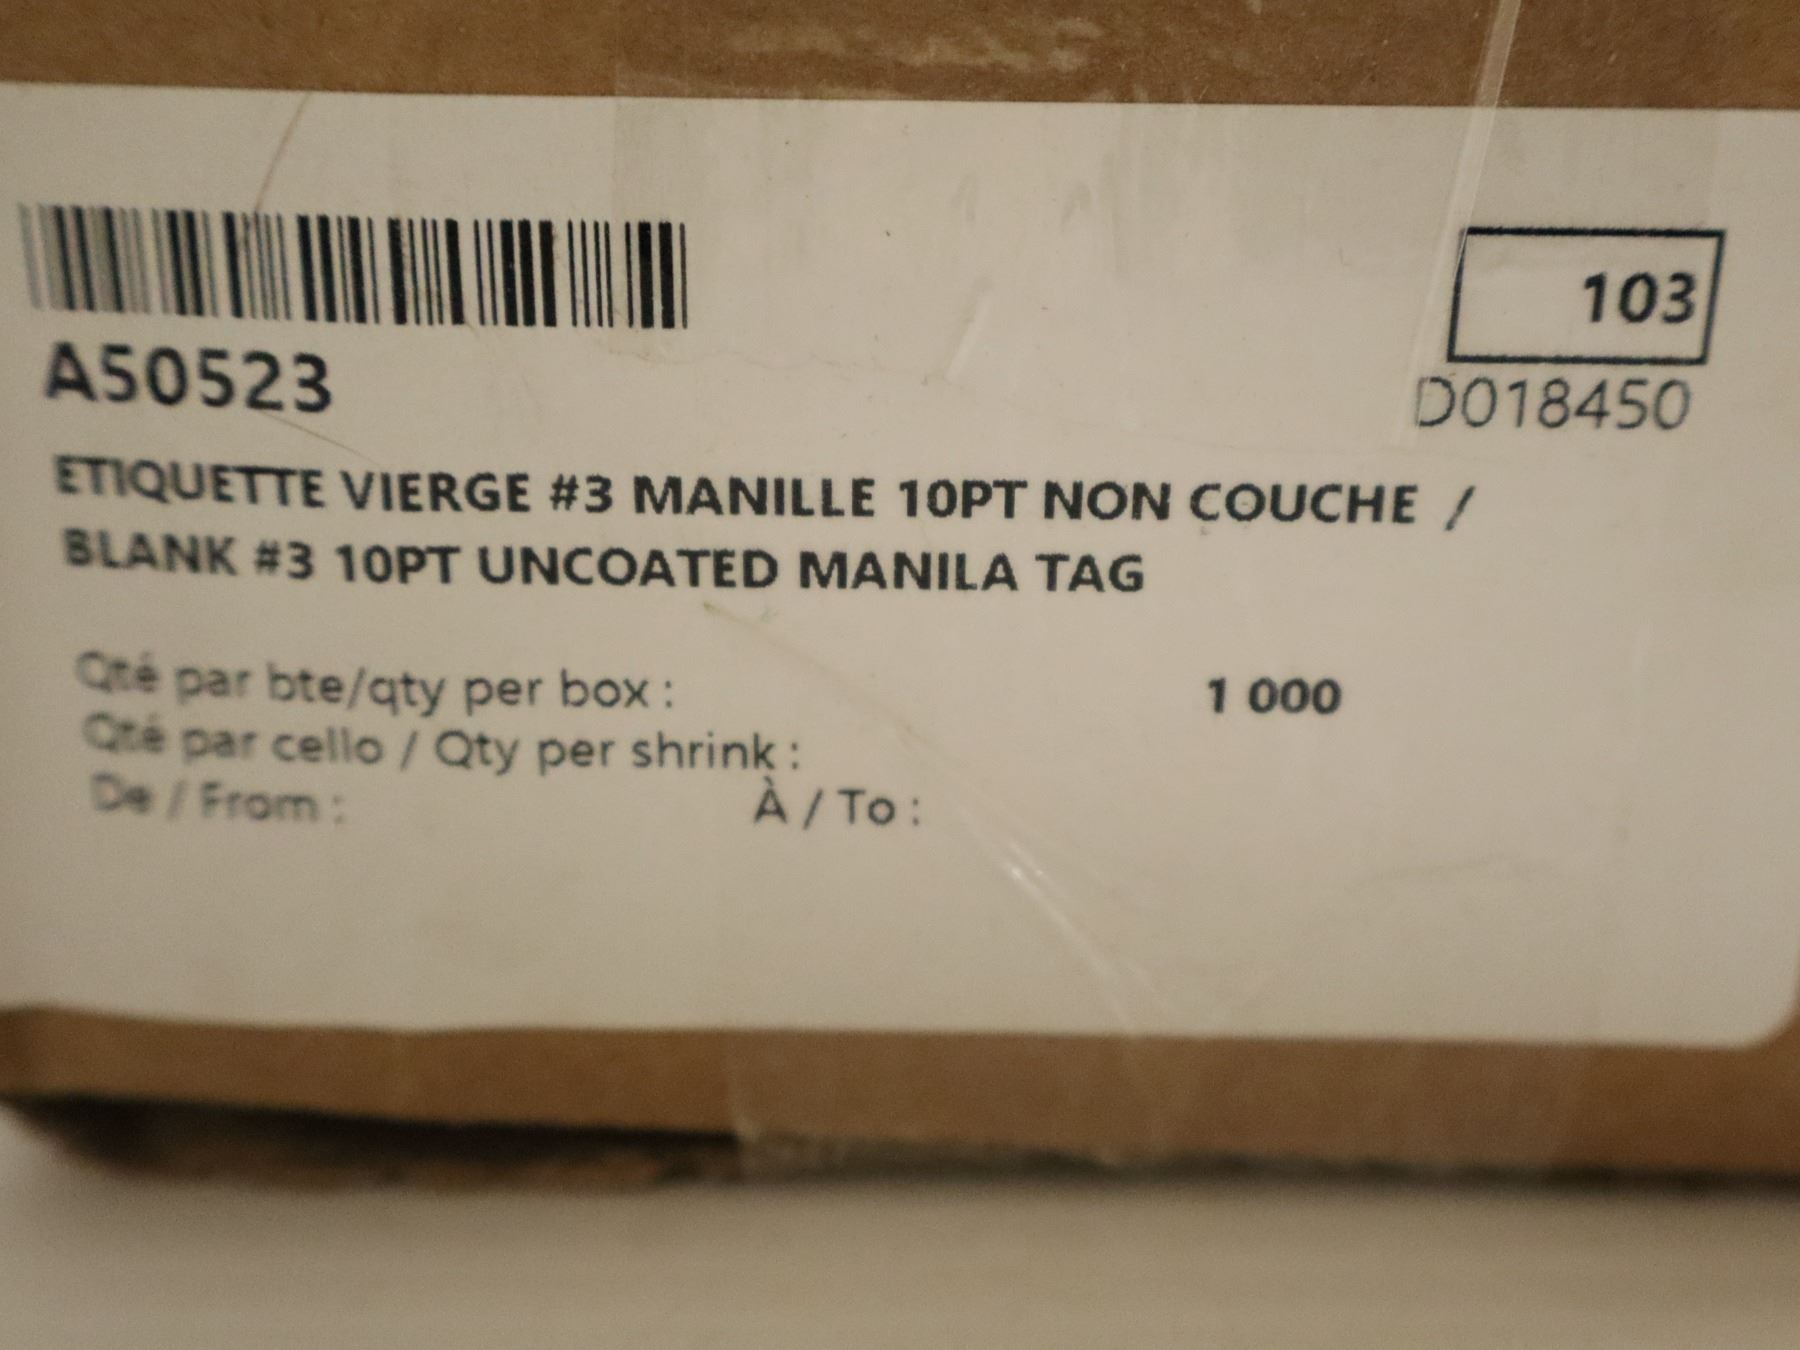 103
A50523
D018450
ETIQUETTE VIERGE #3 MANILLE 10PT NON COUCHE /
BLANK #3 10PT UNCOATED MANILA TAG
Qté par bte/qty per box : 1 000
Qté par cello / Qty per shrink :
De / From : À / To :